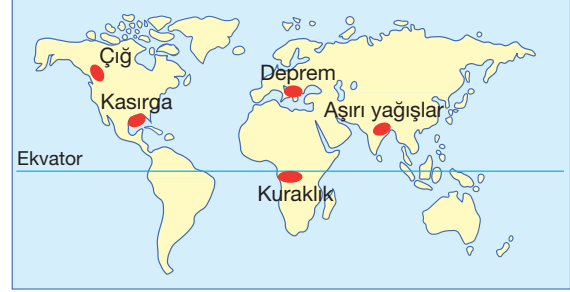 Çığ
Deprem
Kasırga
Aşırı yağışlar
Ekvator
Kuraklık